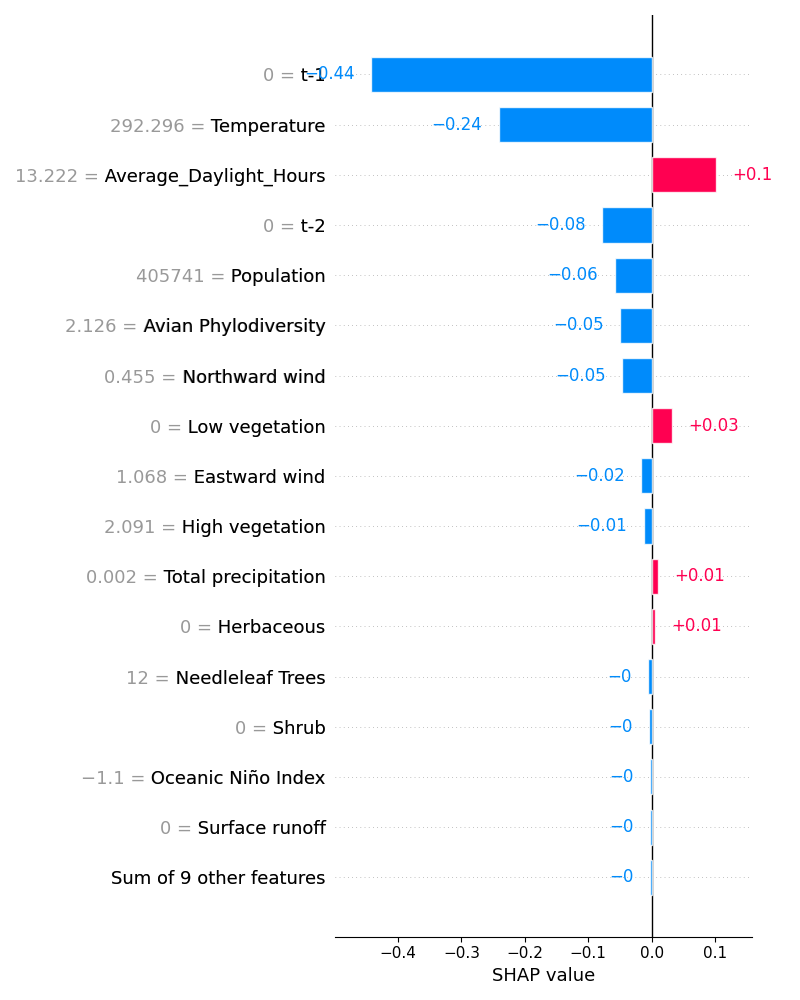 0 = t-1 −0.44
292.296 = Temperature −0.24
13.222 = Average_Daylight_Hours +0.1
0 = t-2 −0.08
405741 = Population −0.06
2.126 = Avian Phylodiversity −0.05
0.455 = Northward wind −0.05
0 = Low vegetation +0.03
1.068 = Eastward wind −0.02
2.091 = High vegetation −0.01
0.002 = Total precipitation +0.01
0 = Herbaceous +0.01
12 = Needleleaf Trees −0
0 = Shrub −0
−1.1 = Oceanic Niño Index −0
0 = Surface runoff −0
Sum of 9 other features −0
−0.4 −0.3 −0.2 −0.1 0.0 0.1
SHAP value